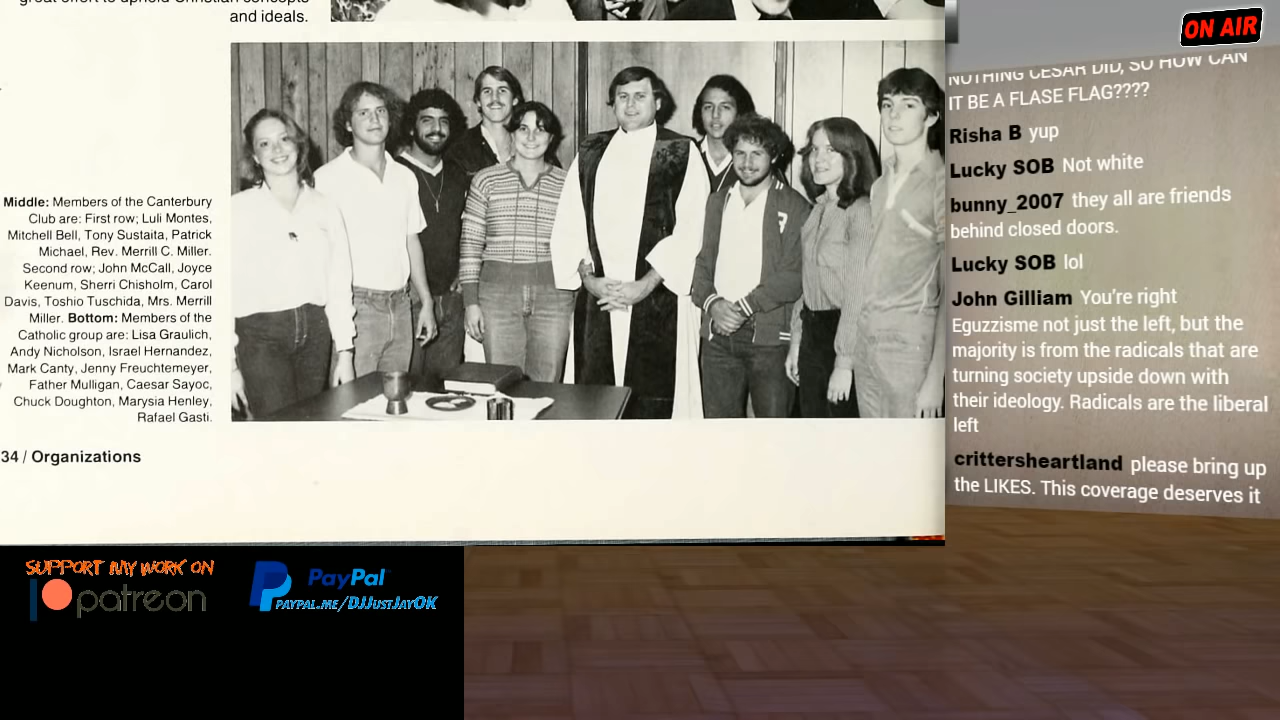 great effort to uphold Christian concepts
and ideals.
Middle: Members of the Canterbury
Club are: First row; Luli Montes,
Mitchell Bell, Tony Sustaita, Patrick
Michael, Rev. Merrill C. Miller.
Second row; John McCall, Joyce
Keenum, Sherri Chisholm, Carol
Davis, Toshio Tuschida, Mrs. Merrill
Miller. Bottom: Members of the
Catholic group are: Lisa Graulich,
Andy Nicholson, Israel Hernandez,
Mark Canty, Jenny Freuchtemeyer,
Father Mulligan, Caesar Sayoc,
Chuck Doughton, Marysia Henley,
Rafael Gasti.
34 / Organizations
SUPPORT MY WORK ON
patreon
PayPal
PAYPAL.ME/DJJUSTJAYOK
ON AIR
NOTHING CESAR DID, SO HOW CAN
IT BE A FLASE FLAG????
Risha B yup
Lucky SOB Not white
bunny_2007 they all are friends
behind closed doors.
Lucky SOB lol
John Gilliam You're right
Eguzzisme not just the left, but the
majority is from the radicals that are
turning society upside down with
their ideology. Radicals are the liberal
left
crittersheartland please bring up
the LIKES. This coverage deserves it